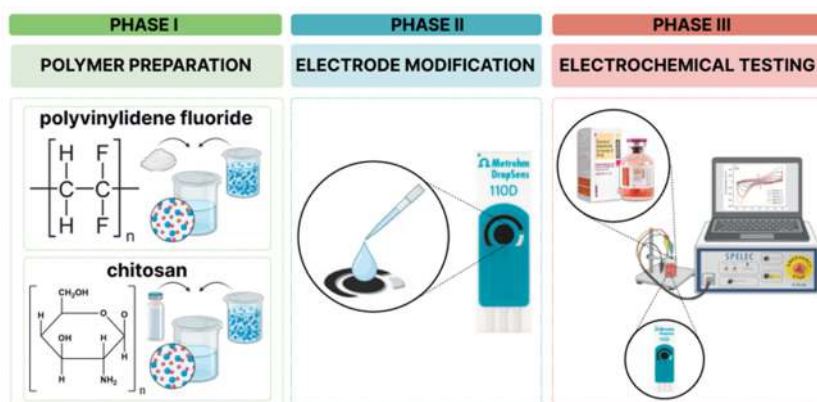 PHASE I
POLYMER PREPARATION
polyvinylidene fluoride
H F
C C
H F
n
chitosan
CH₂OH
H
O
O
OH
H
H
H
NH₂
n
PHASE II
ELECTRODE MODIFICATION
Metrohm
DropSens
110D
PHASE III
ELECTROCHEMICAL TESTING
SPELEC